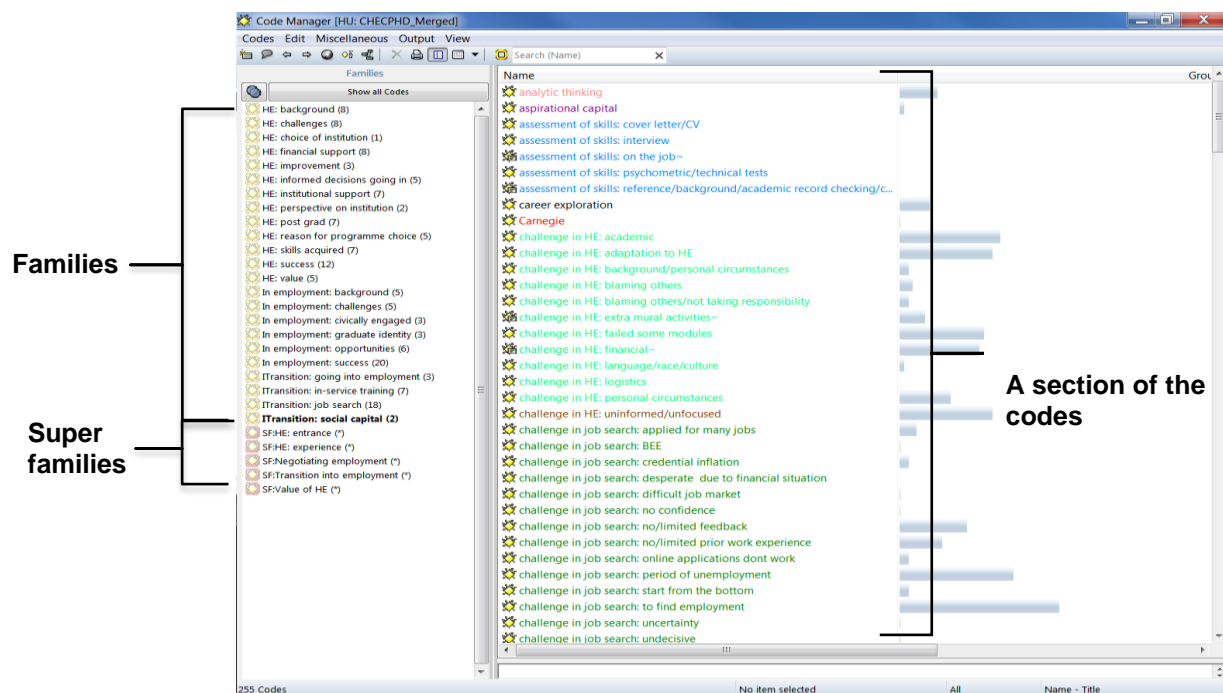 Code Manager [HU: CHECPHD_Merged]
Codes Edit Miscellaneous Output View
Search (Name)
Families
Show all Codes
HE: background (8)
HE: challenges (8)
HE: choice of institution (1)
HE: financial support (8)
HE: improvement (3)
HE: informed decisions going in (5)
HE: institutional support (7)
HE: perspective on institution (2)
HE: post grad (7)
HE: reason for programme choice (5)
HE: skills acquired (7)
HE: success (12)
HE: value (5)
In employment: background (5)
In employment: challenges (5)
In employment: civically engaged (3)
In employment: graduate identity (3)
In employment: opportunities (6)
In employment: success (20)
ITransition: going into employment (3)
ITransition: in-service training (7)
ITransition: job search (18)
ITransition: social capital (2)
SF:HE: entrance (*)
SF:HE: experience (*)
SF:Negotiating employment (*)
SF:Transition into employment (*)
SF:Value of HE (*)
Families
Super
families
Name
Grou
analytic thinking
aspirational capital
assessment of skills: cover letter/CV
assessment of skills: interview
assessment of skills: on the job~
assessment of skills: psychometric/technical tests
assessment of skills: reference/background/academic record checking/c...
career exploration
Carnegie
challenge in HE: academic
challenge in HE: adaptation to HE
challenge in HE: background/personal circumstances
challenge in HE: blaming others
challenge in HE: blaming others/not taking responsibility
challenge in HE: extra mural activities~
challenge in HE: failed some modules
challenge in HE: financial~
challenge in HE: language/race/culture
challenge in HE: logistics
challenge in HE: personal circumstances
challenge in HE: uninformed/unfocused
challenge in job search: applied for many jobs
challenge in job search: BEE
challenge in job search: credential inflation
challenge in job search: desperate due to financial situation
challenge in job search: difficult job market
challenge in job search: no confidence
challenge in job search: no/limited feedback
challenge in job search: no/limited prior work experience
challenge in job search: online applications dont work
challenge in job search: period of unemployment
challenge in job search: start from the bottom
challenge in job search: to find employment
challenge in job search: uncertainty
challenge in job search: undecisive
A section of the
codes
255 Codes
No item selected
All
Name - Title